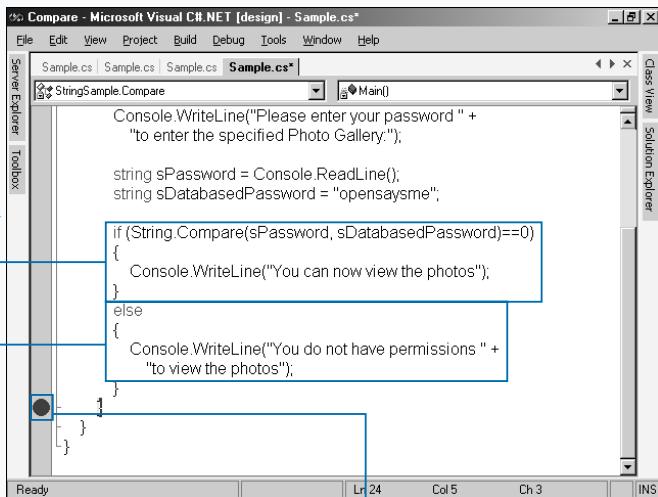 Compare - Microsoft Visual C#.NET [design] - Sample.cs*
File Edit View Project Build Debug Tools Window Help
Sample.cs Sample.cs Sample.cs Sample.cs*
StringSample.Compare Main()
Server Explorer
Toolbox
Class View
Solution Explorer
Console.WriteLine("Please enter your password " +
"to enter the specified Photo Gallery:");
string sPassword = Console.ReadLine();
string sDatabasedPassword = "opensaysme";
if (String.Compare(sPassword, sDatabasedPassword)==0)
{
Console.WriteLine("You can now view the photos");
}
else
{
Console.WriteLine("You do not have permissions " +
"to view the photos");
}
}
}
}
Ready Ln 24 Col 5 Ch 3 INS